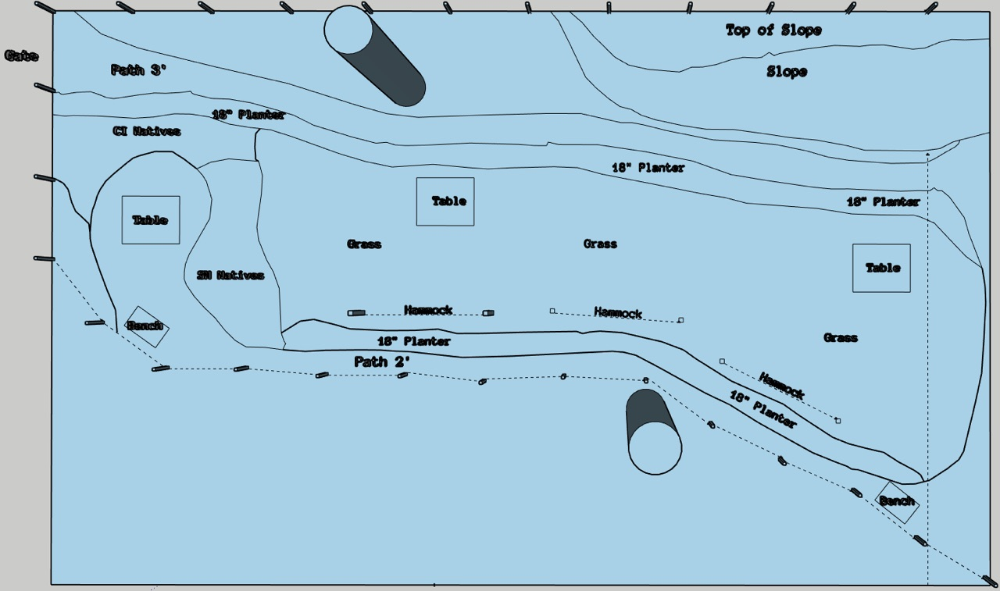 Top of Slope
Gate
Path 3'
Slope
18" Planter
CI Natives
18" Planter
Table
18" Planter
Table
Grass
Grass
Table
SM Natives
Hammock
Hammock
Bench
Grass
18" Planter
Path 2'
Hammock
18" Planter
Bench